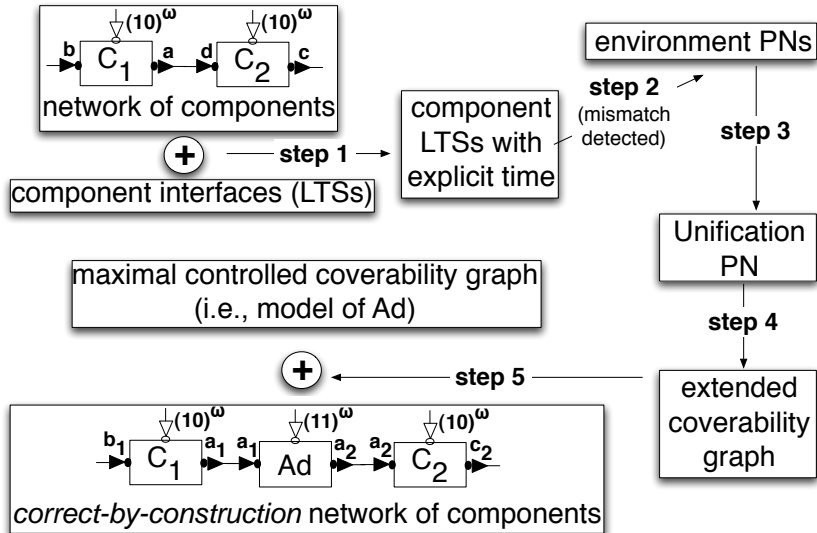 (10)ω (10)ω
b C1 a d C2 c
network of components
+
component interfaces (LTSs)
step 1
component
LTSs with
explicit time
step 2
(mismatch
detected)
environment PNs
step 3
Unification
PN
step 4
extended
coverability
graph
step 5
maximal controlled coverability graph
(i.e., model of Ad)
+
(10)ω (11)ω (10)ω
b1 C1 a1 a1 Ad a2 a2 C2 c2
correct-by-construction network of components